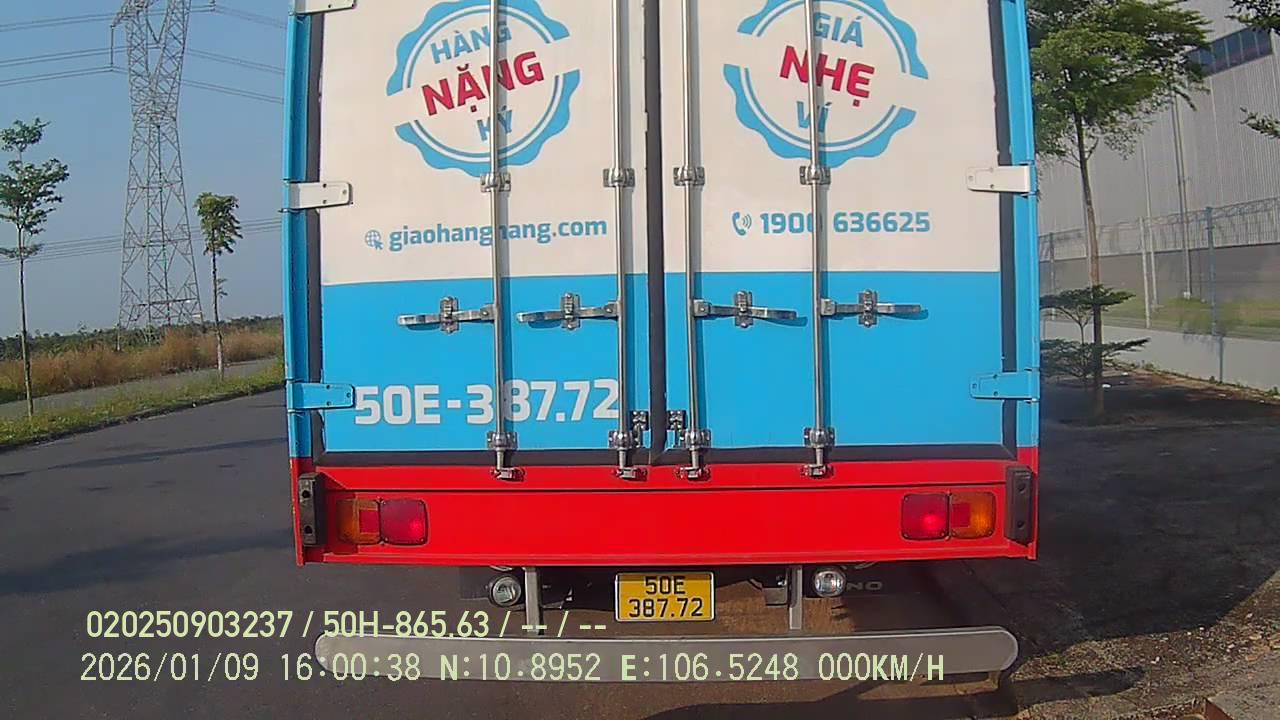 HÀNG
NẶNG
KÝ
GIÁ
NHẸ
VÍ
giaohangnang.com
1900 636625
50E-387.72
50E
387.72
020250903237 / 50H-865.63 / -- / --
2026/01/09 16:00:38 N:10.8952 E:106.5248 000KM/H